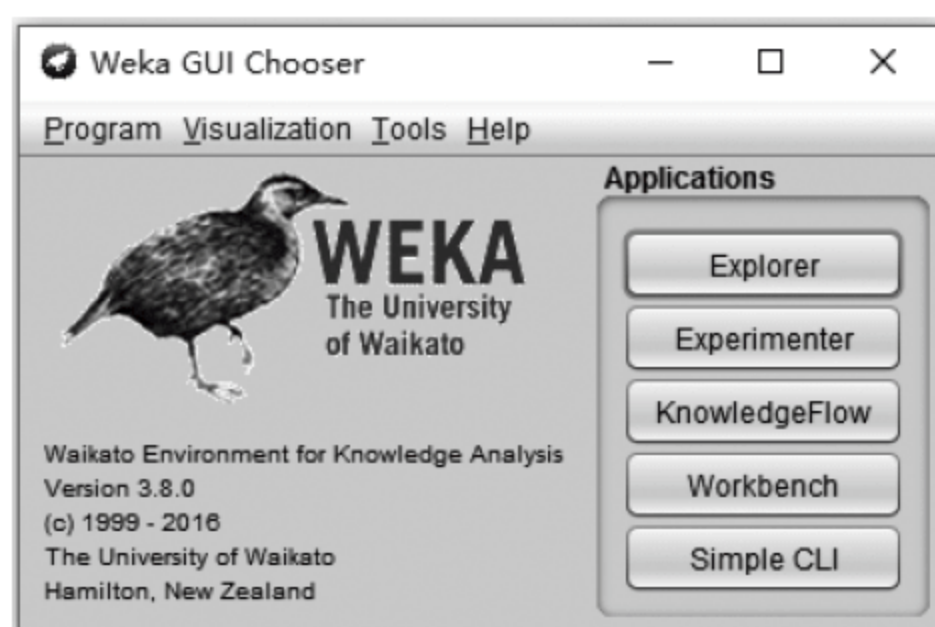 Weka GUI Chooser
Program Visualization Tools Help
WEKA
The University
of Waikato
Waikato Environment for Knowledge Analysis
Version 3.8.0
(c) 1999 - 2016
The University of Waikato
Hamilton, New Zealand
Applications
Explorer
Experimenter
KnowledgeFlow
Workbench
Simple CLI